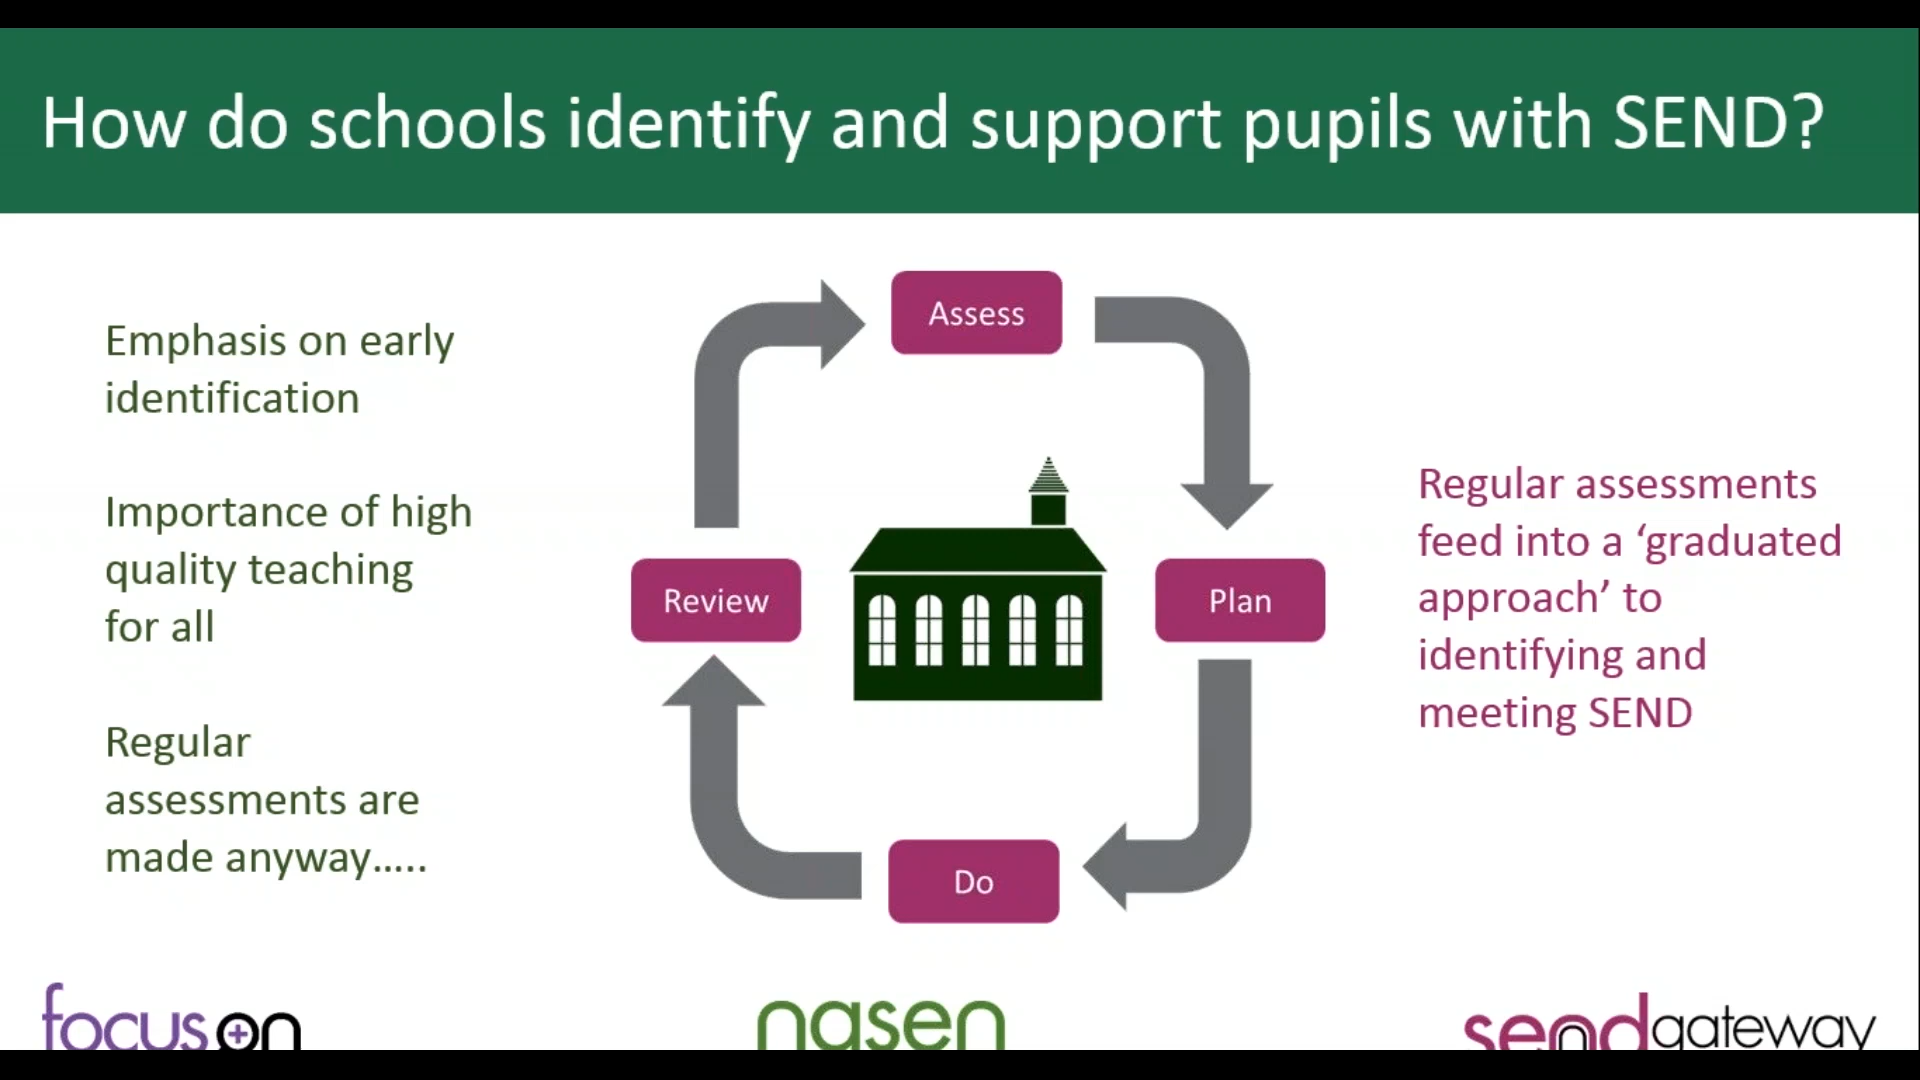 How do schools identify and support pupils with SEND?
Emphasis on early
identification
Importance of high
quality teaching
for all
Regular
assessments are
made anyway.....
Assess
Plan
Do
Review
Regular assessments
feed into a ‘graduated
approach’ to
identifying and
meeting SEND
focus on
nasen
sendgateway